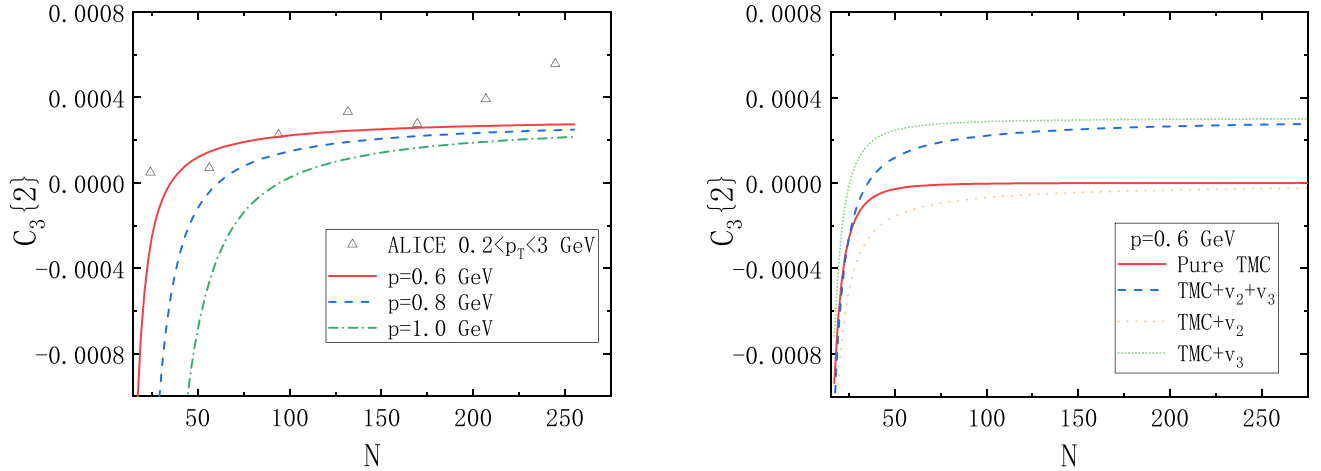 0.0008
0.0004
0.0000
-0.0004
-0.0008
C₃{2}
ALICE 0.2<p_T<3 GeV
p=0.6 GeV
p=0.8 GeV
p=1.0 GeV
50 100 150 200 250
N
0.0008
0.0004
0.0000
-0.0004
-0.0008
C₃{2}
p=0.6 GeV
Pure TMC
TMC+v₂+v₃
TMC+v₂
TMC+v₃
50 100 150 200 250
N